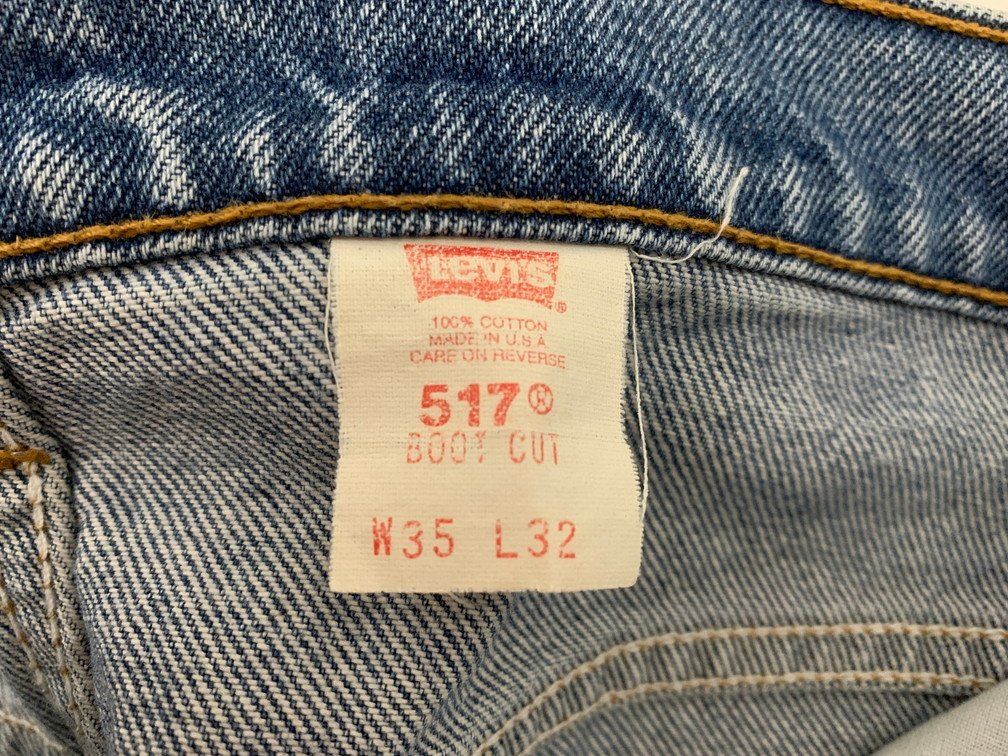 Levi's®
100% COTTON
MADE IN U.S.A.
CARE ON REVERSE
517®
BOOT CUT
W35 L32